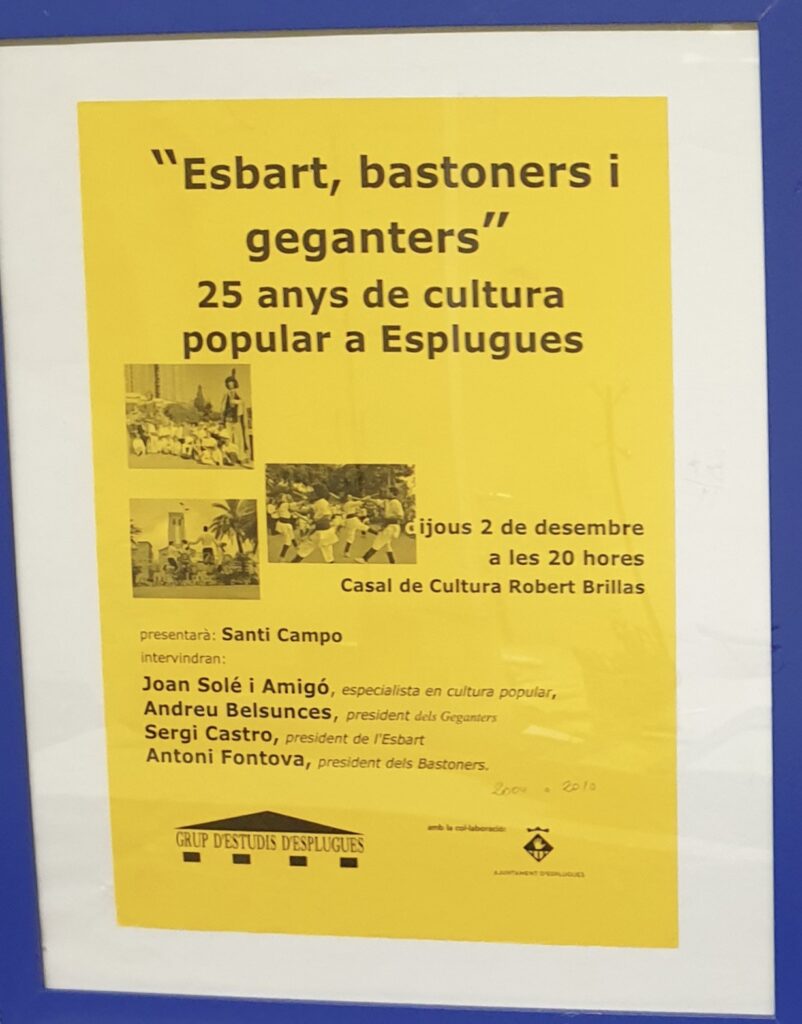 “Esbart, bastoners i
geganters”
25 anys de cultura
popular a Esplugues
dijous 2 de desembre
a les 20 hores
Casal de Cultura Robert Brillas
presentarà: Santi Campo
intervindran:
Joan Solé i Amigó, especialista en cultura popular,
Andreu Belsunces, president dels Geganters
Sergi Castro, president de l'Esbart
Antoni Fontova, president dels Bastoners.
2004 o 2010
GRUP D'ESTUDIS D'ESPLUGUES
amb la col·laboració:
AJUNTAMENT D'ESPLUGUES